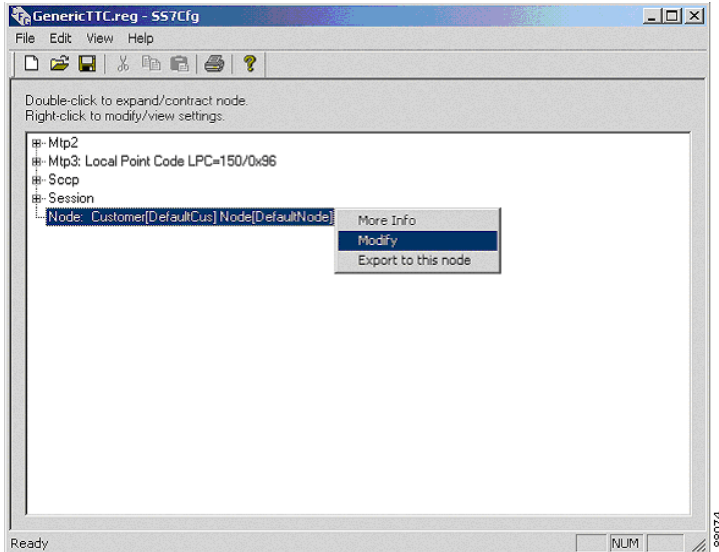 GenericTTC.reg - SS7Cfg
File Edit View Help
Double-click to expand/contract node.
Right-click to modify/view settings.
Mtp2
Mtp3: Local Point Code LPC=150/0x96
Sccp
Session
Node: Customer[DefaultCus] Node[DefaultNode]
More Info
Modify
Export to this node
Ready NUM
88974